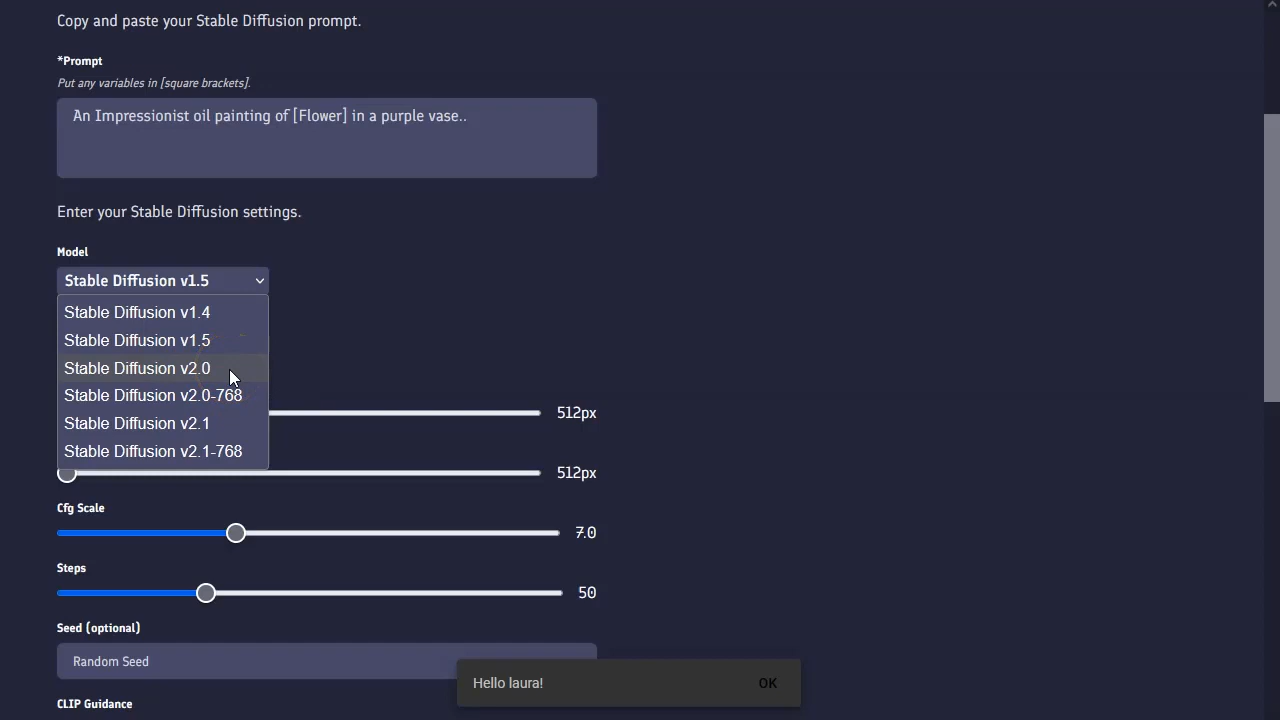 Copy and paste your Stable Diffusion prompt.
*Prompt
Put any variables in [square brackets].
An Impressionist oil painting of [Flower] in a purple vase..
Enter your Stable Diffusion settings.
Model
Stable Diffusion v1.5
Stable Diffusion v1.4
Stable Diffusion v1.5
Stable Diffusion v2.0
Stable Diffusion v2.0-768
512px
Stable Diffusion v2.1
Stable Diffusion v2.1-768
512px
Cfg Scale
7.0
Steps
50
Seed (optional)
Random Seed
Hello laura! OK
CLIP Guidance